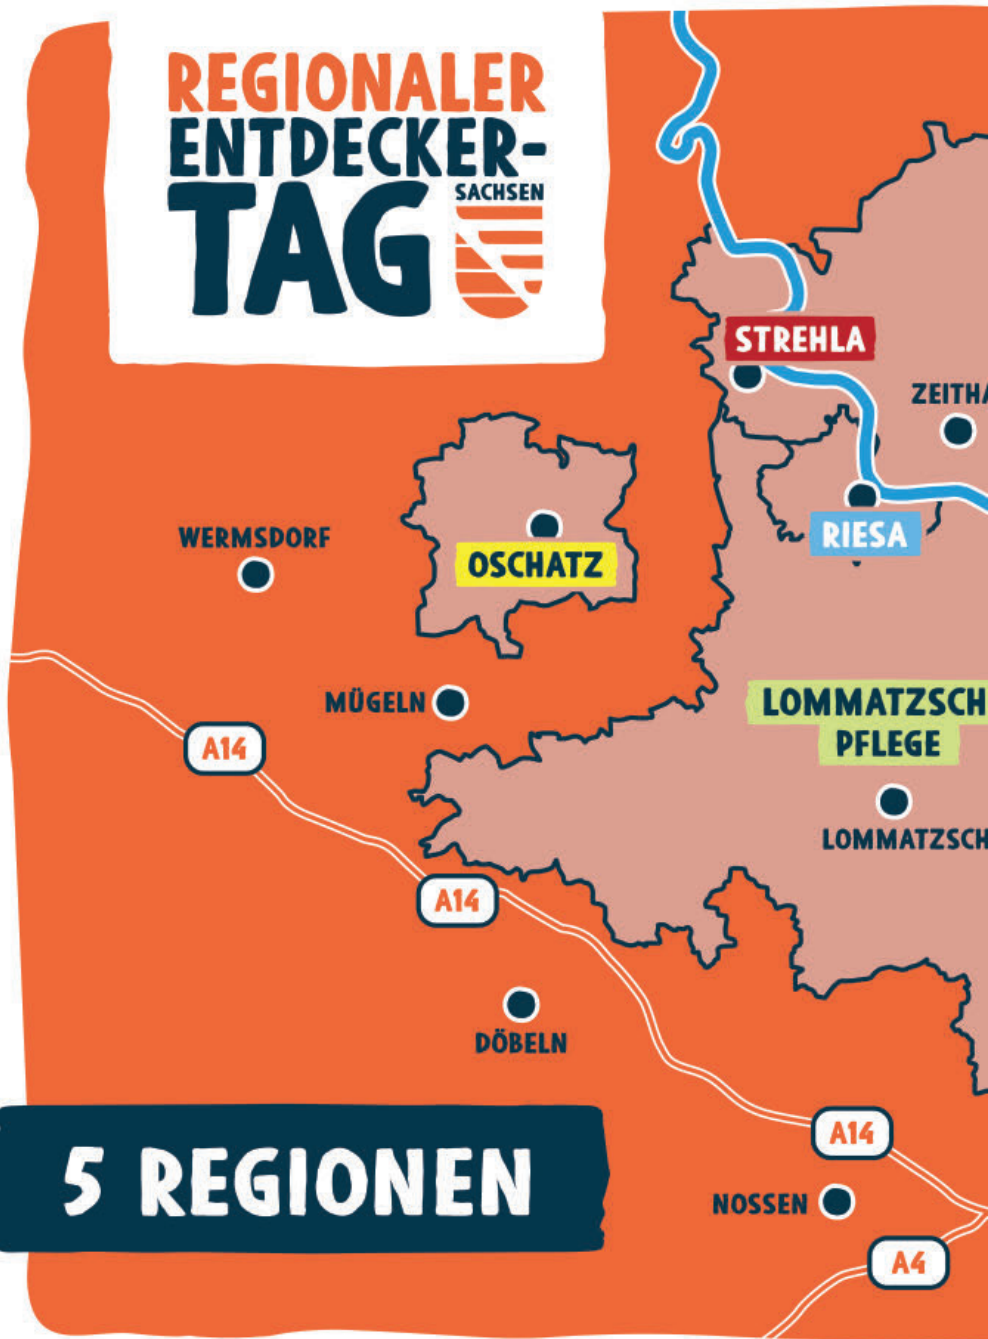 REGIONALER
ENTDECKER-
TAG
SACHSEN
STREHLA
ZEITHA
WERMSDORF
OSCHATZ
RIESA
MÜGELN
LOMMATZSCH
PFLEGE
A14
LOMMATZSCH
A14
DÖBELN
A14
5 REGIONEN
NOSSEN
A4